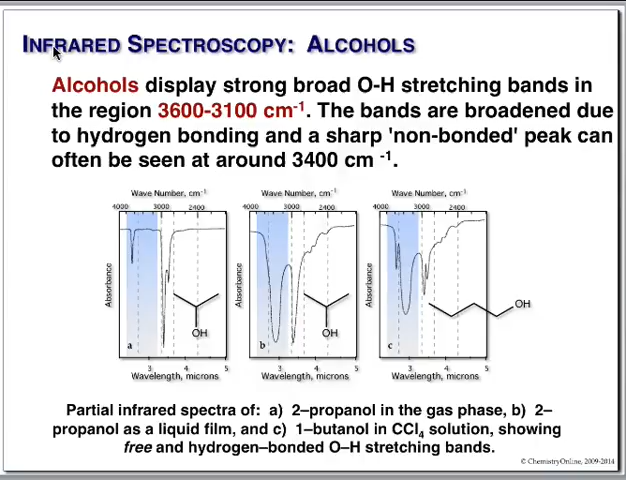 INFRARED SPECTROSCOPY: ALCOHOLS
Alcohols display strong broad O-H stretching bands in
the region 3600-3100 cm-1. The bands are broadened due
to hydrogen bonding and a sharp 'non-bonded' peak can
often be seen at around 3400 cm -1.
Wave Number, cm-1 Wave Number, cm-1 Wave Number, cm-1
4000 3000 2400 4000 3000 2400 4000 3000 2400
Absorbance Absorbance Absorbance
OH OH OH
a b c
3 4 5 3 4 5 3 4 5
Wavelength, microns Wavelength, microns Wavelength, microns
Partial infrared spectra of: a) 2–propanol in the gas phase, b) 2–
propanol as a liquid film, and c) 1–butanol in CCl4 solution, showing
free and hydrogen–bonded O–H stretching bands.
© ChemistryOnline, 2009-2014